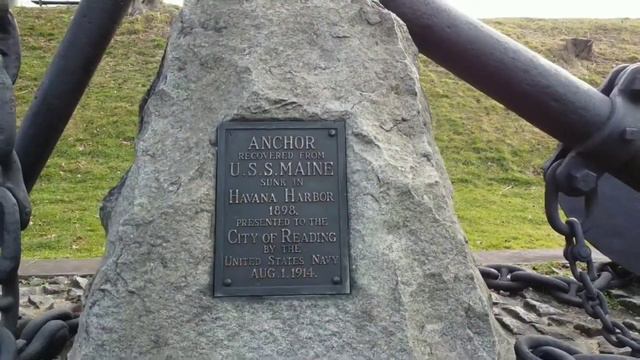 ANCHOR
RECOVERED FROM
U.S.S. MAINE
SUNK IN
HAVANA HARBOR
1898.
PRESENTED TO THE
CITY OF READING
BY THE
UNITED STATES NAVY
AUG. 1. 1914.